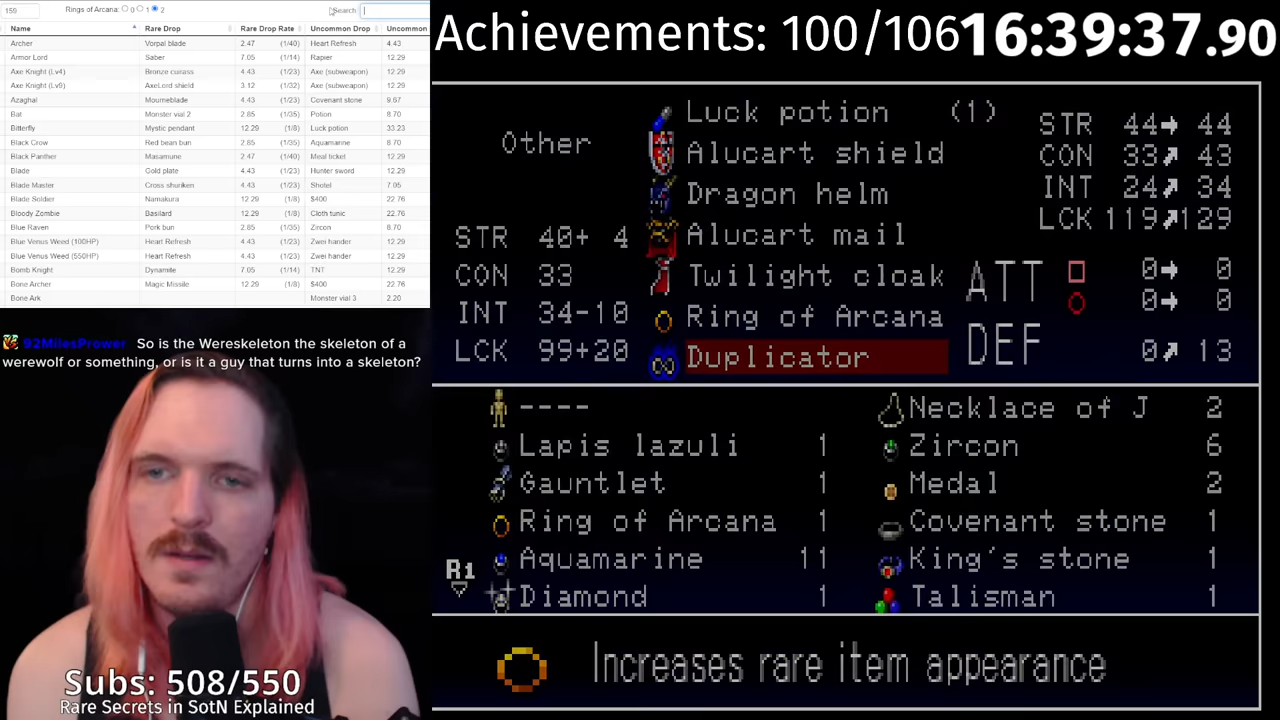 159 Rings of Arcana: 0 1 2 Search:
Name Rare Drop Rare Drop Rate Uncommon Drop Uncommon
Archer Vorpal blade 2.47 (1/40) Heart Refresh 4.43
Armor Lord Saber 7.05 (1/14) Rapier 12.29
Axe Knight (Lv4) Bronze cuirass 4.43 (1/23) Axe (subweapon) 12.29
Axe Knight (Lv6) AxeLord shield 3.12 (1/32) Axe (subweapon) 12.29
Azaghal Mourneblade 4.43 (1/23) Covenant stone 9.67
Bat Monster vial 2 2.85 (1/35) Potion 8.70
Bitterfly Mystic pendant 12.29 (1/8) Luck potion 33.23
Black Crow Red bean bun 2.85 (1/35) Aquamarine 8.70
Black Panther Masamune 2.47 (1/40) Meal ticket 12.29
Blade Gold plate 4.43 (1/23) Hunter sword 12.29
Blade Master Cross shuriken 4.43 (1/23) Shotel 7.05
Blade Soldier Namakura 12.29 (1/8) $400 22.76
Bloody Zombie Basilard 12.29 (1/8) Cloth tunic 22.76
Blue Raven Pork bun 2.85 (1/35) Zircon 8.70
Blue Venus Weed (100HP) Heart Refresh 4.43 (1/23) Zwei hander 12.29
Blue Venus Weed (550HP) Heart Refresh 4.43 (1/23) Zwei hander 12.29
Bomb Knight Dynamite 7.05 (1/14) TNT 12.29
Bone Archer Magic Missile 12.29 (1/8) $400 22.76
Bone Ark Monster vial 3 2.20
92MilesPrower So is the Wereskeleton the skeleton of a
werewolf or something, or is it a guy that turns into a skeleton?
Subs: 508/550
Rare Secrets in SotN Explained
Achievements: 100/106 16:39:37.90
Other
STR 40+ 4
CON 33
INT 34-10
LCK 99+20
Luck potion (1)
Alucart shield
Dragon helm
Alucart mail
Twilight cloak
Ring of Arcana
Duplicator
STR 44➡ 44
CON 33⬈ 43
INT 24⬈ 34
LCK 119⬈129
ATT 0➡ 0
0➡ 0
DEF 0⬈ 13
---- Necklace of J 2
Lapis lazuli 1 Zircon 6
Gauntlet 1 Medal 2
Ring of Arcana 1 Covenant stone 1
Aquamarine 11 King's stone 1
R1 Diamond 1 Talisman 1
Increases rare item appearance